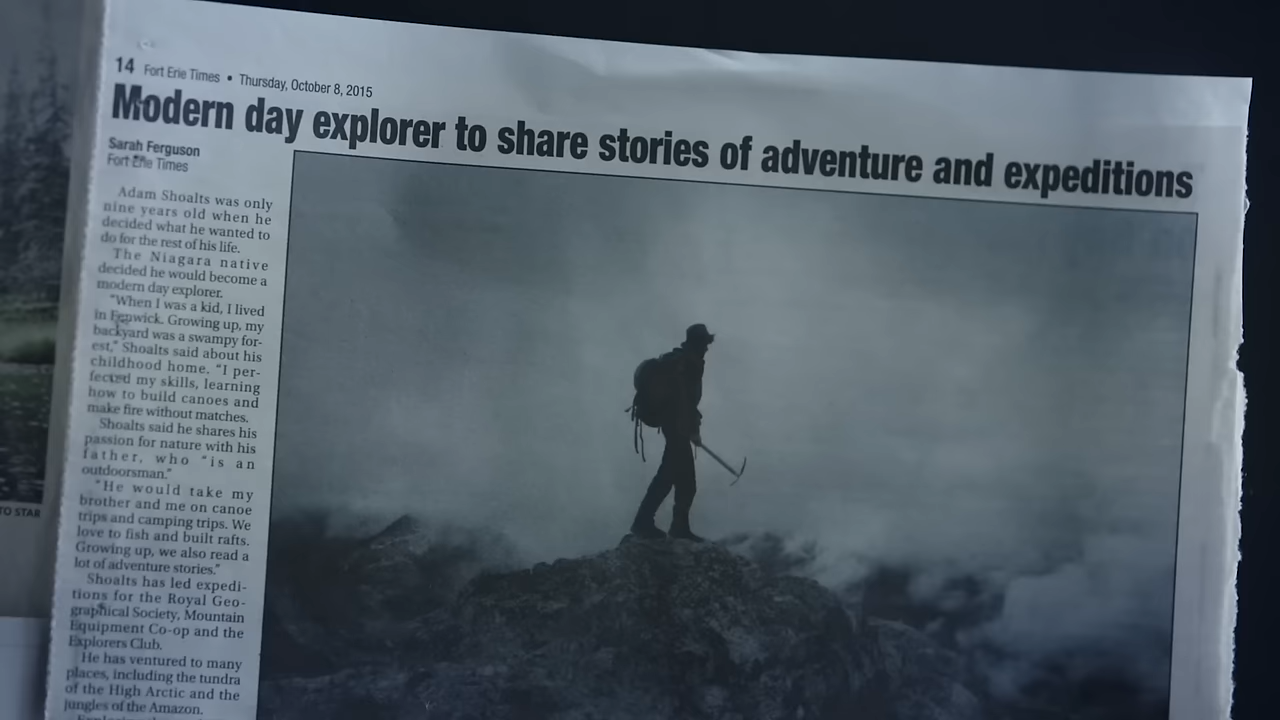 14 Fort Erie Times • Thursday, October 8, 2015
Modern day explorer to share stories of adventure and expeditions
Sarah Ferguson
Fort Erie Times
Adam Shoalts was only
nine years old when he
decided what he wanted to
do for the rest of his life.
The Niagara native
decided he would become a
modern day explorer.
"When I was a kid, I lived
in Fenwick. Growing up, my
backyard was a swampy for-
est," Shoalts said about his
childhood home. "I per-
fected my skills, learning
how to build canoes and
make fire without matches.
Shoalts said he shares his
passion for nature with his
father, who "is an
outdoorsman."
"He would take my
brother and me on canoe
trips and camping trips. We
love to fish and built rafts.
Growing up, we also read a
lot of adventure stories."
Shoalts has led expedi-
tions for the Royal Geo-
graphical Society, Mountain
Equipment Co-op and the
Explorers Club.
He has ventured to many
places, including the tundra
of the High Arctic and the
jungles of the Amazon.
TO STAR